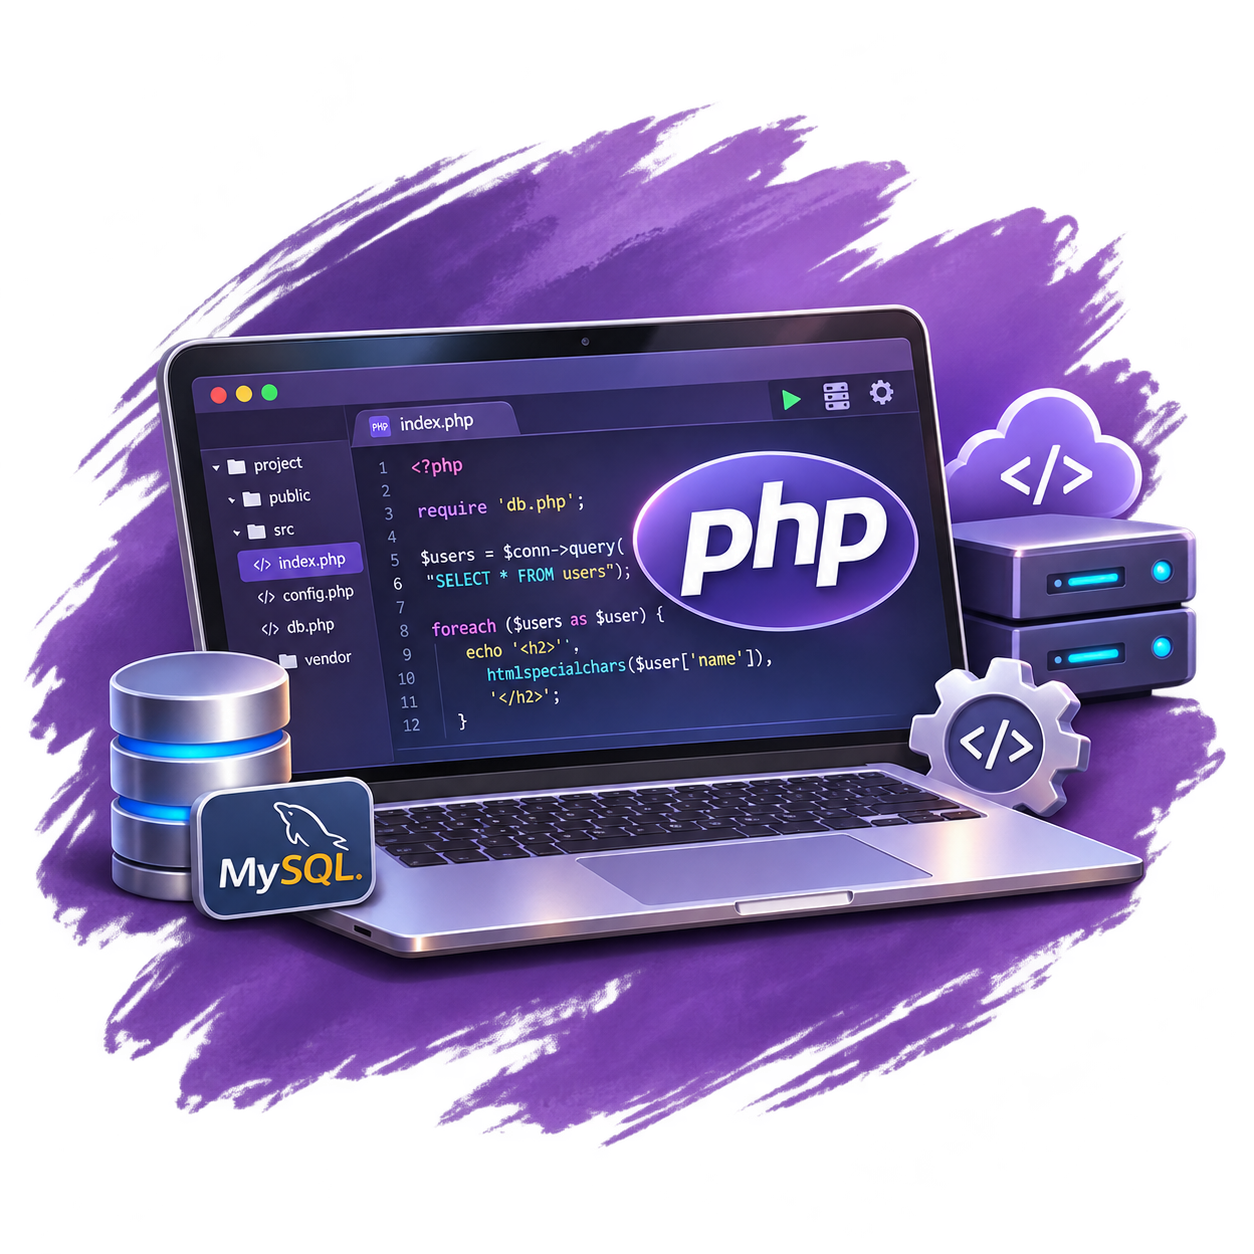 PHP index.php
project
public
src
</> index.php
</> config.php
</> db.php
vendor
1 <?php
2
3 require 'db.php';
4
5 $users = $conn->query(
6 "SELECT * FROM users");
7
8 foreach ($users as $user) {
9 echo '<h2>'',
10 htmlspecialchars($user['name']),
11 '</h2>';
12 }
php
</>
</>
MySQL.